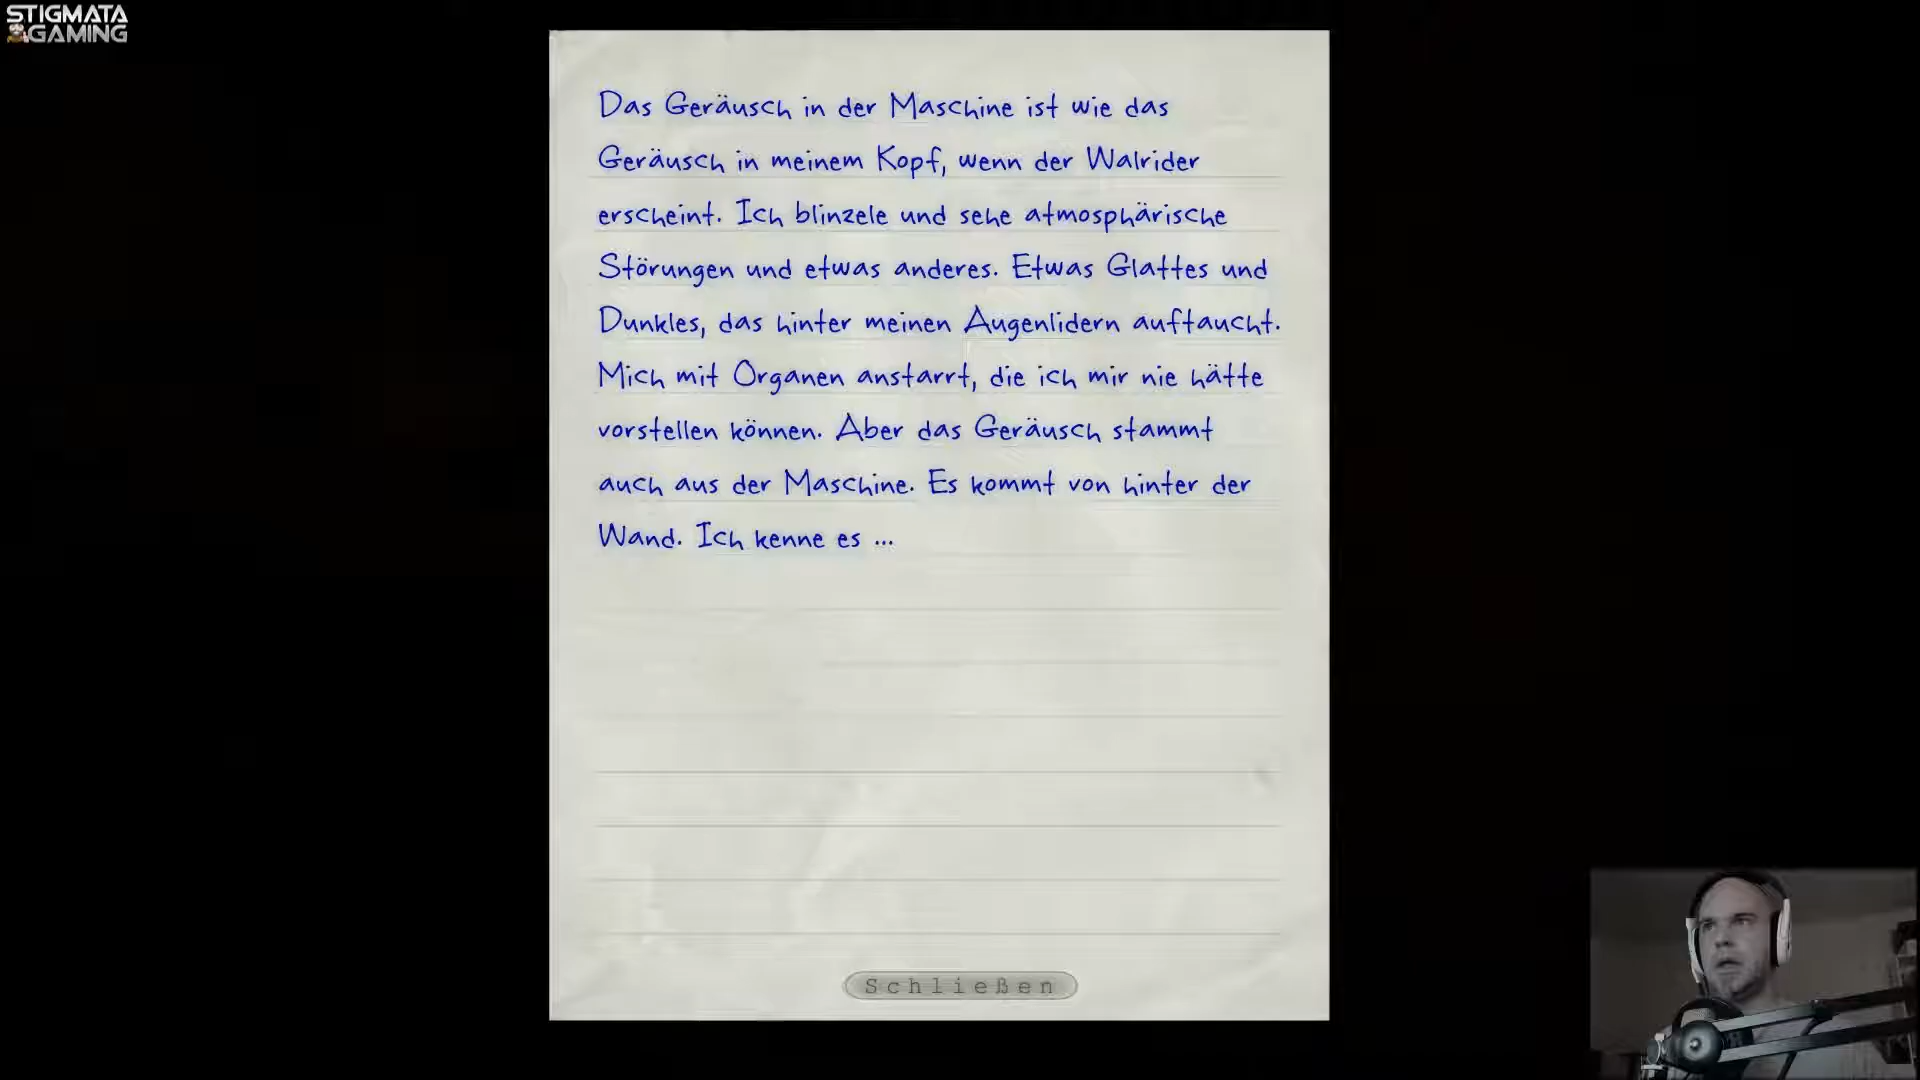 STIGMATA
GAMING
Das Geräusch in der Maschine ist wie das
Geräusch in meinem Kopf, wenn der Walrider
erscheint. Ich blinzele und sehe atmosphärische
Störungen und etwas anderes. Etwas Glattes und
Dunkles, das hinter meinen Augenlidern auftaucht.
Mich mit Organen anstarrt, die ich mir nie hätte
vorstellen können. Aber das Geräusch stammt
auch aus der Maschine. Es kommt von hinter der
Wand. Ich kenne es ...
Schließen